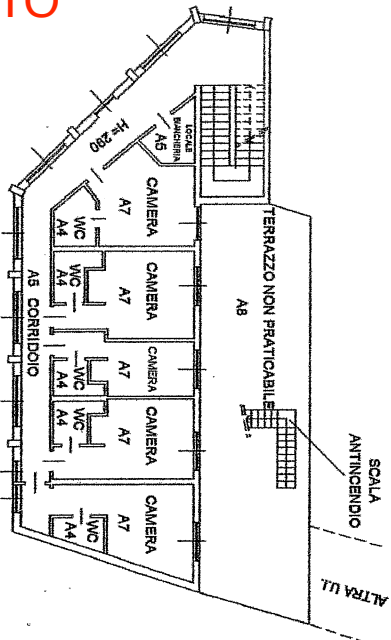 TO
H=290
LOCALE
BIANCHERIA
A5
CAMERA
A7
WC
A4
CAMERA
A7
WC
A4
CAMERA
A7
WC
A4
CAMERA
A7
WC
A4
CAMERA
A7
WC
A4
A5 CORRIDOIO
TERRAZZO NON PRATICABILE
A8
SCALA
ANTINCENDIO
ALTRA U.I.